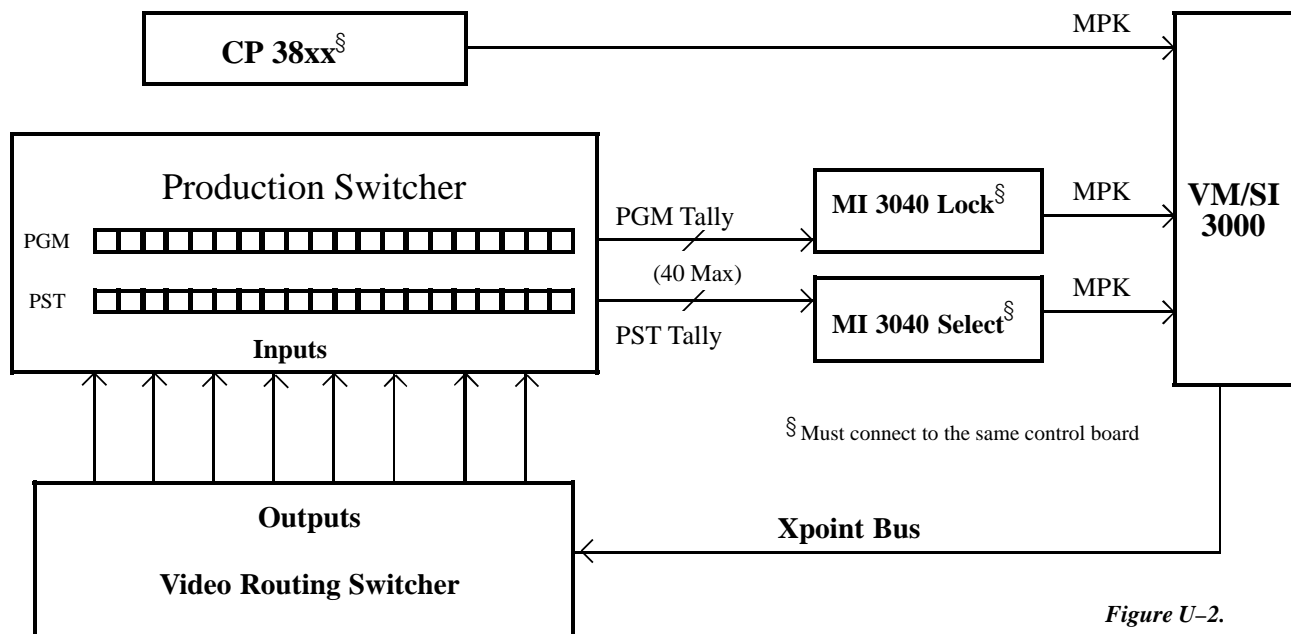 MPK
CP 38xx§
Production Switcher
PGM
PST
Inputs
PGM Tally
(40 Max)
PST Tally
MI 3040 Lock§
MPK
MI 3040 Select§
MPK
VM/SI
3000
§ Must connect to the same control board
Outputs
Video Routing Switcher
Xpoint Bus
Figure U–2.